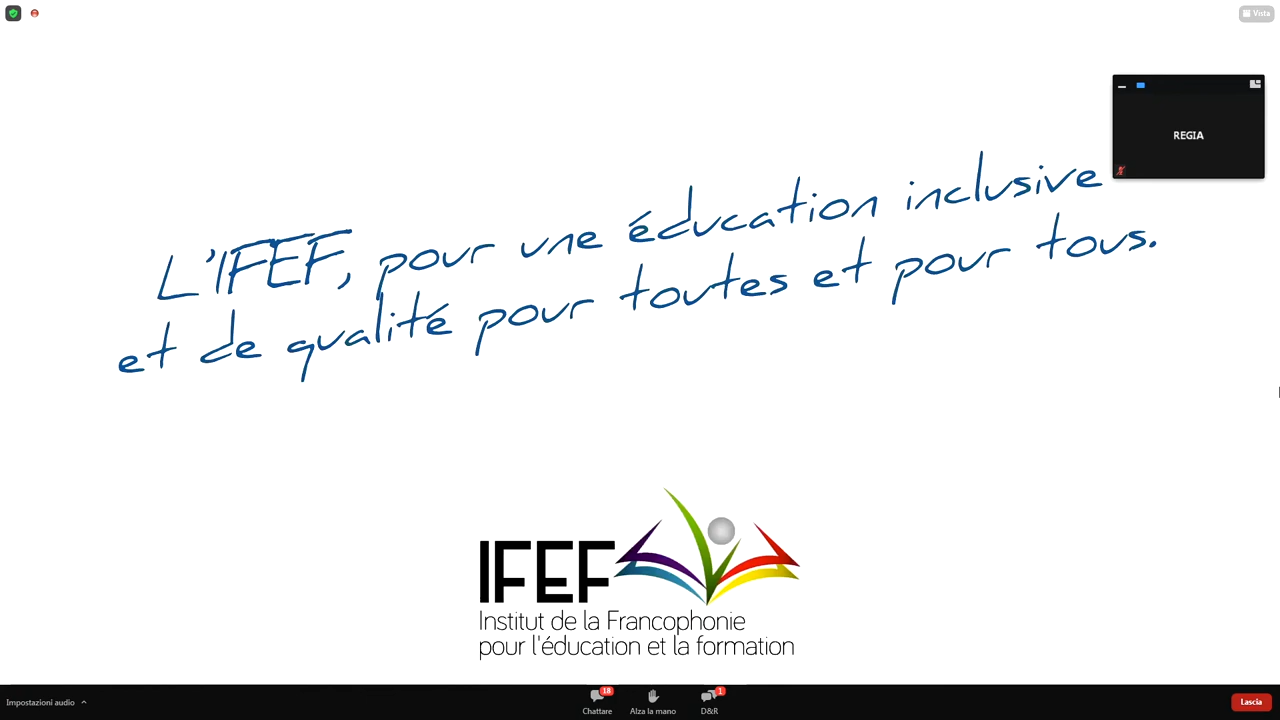 Vista
REGIA
L'IFEF, pour une éducation inclusive
et de qualité pour toutes et pour tous.
IFEF
Institut de la Francophonie
pour l'éducation et la formation
Impostazioni audio
18
Chattare
Alza la mano
1
D&R
Lascia